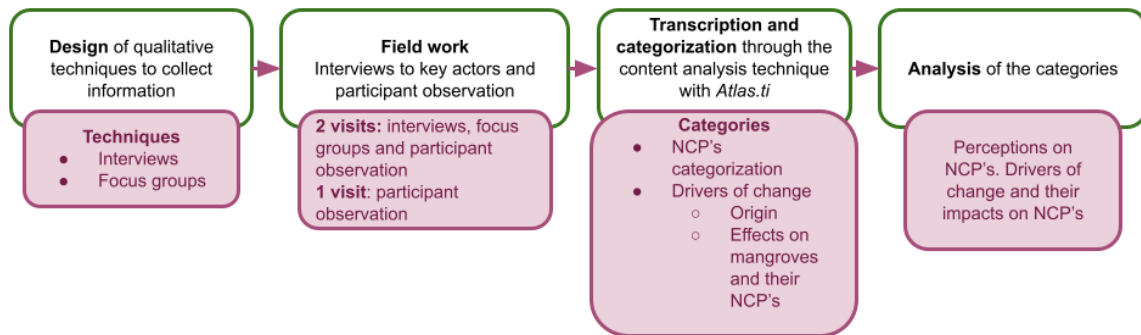 Design of qualitative
techniques to collect
information
Techniques
● Interviews
● Focus groups
Field work
Interviews to key actors and
participant observation
2 visits: interviews, focus
groups and participant
observation
1 visit: participant
observation
Transcription and
categorization through the
content analysis technique
with Atlas.ti
Categories
● NCP's
categorization
● Drivers of change
○ Origin
○ Effects on
mangroves
and their
NCP's
Analysis of the categories
Perceptions on
NCP's. Drivers of
change and their
impacts on NCP's